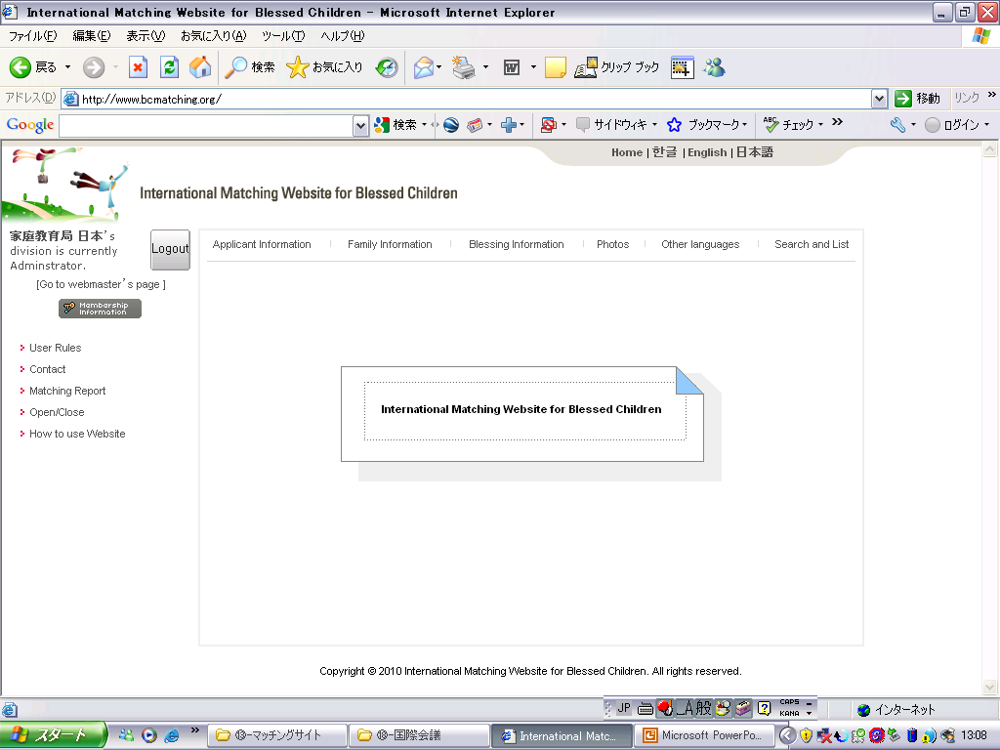 International Matching Website for Blessed Children - Microsoft Internet Explorer
ファイル(F) 編集(E) 表示(V) お気に入り(A) ツール(T) ヘルプ(H)
戻る 検索 お気に入り クリップ ブック
アドレス(D) http://www.bcmatching.org/ 移動 リンク »
Google 検索 サイドウィキ ブックマーク チェック » ログイン
Home | 한글 | English | 日本語
International Matching Website for Blessed Children
家庭教育局 日本's
division is currently
Adminstrator.
Logout
[Go to webmaster's page ]
Membership
Information
User Rules
Contact
Matching Report
Open/Close
How to use Website
Applicant Information Family Information Blessing Information Photos Other languages Search and List
International Matching Website for Blessed Children
Copyright © 2010 International Matching Website for Blessed Children. All rights reserved.
JP A 般 CAPS KANA
インターネット
スタート » ⑬-マッチングサイト ⑬-国際会議 International Matc... Microsoft PowerPo... 13:08